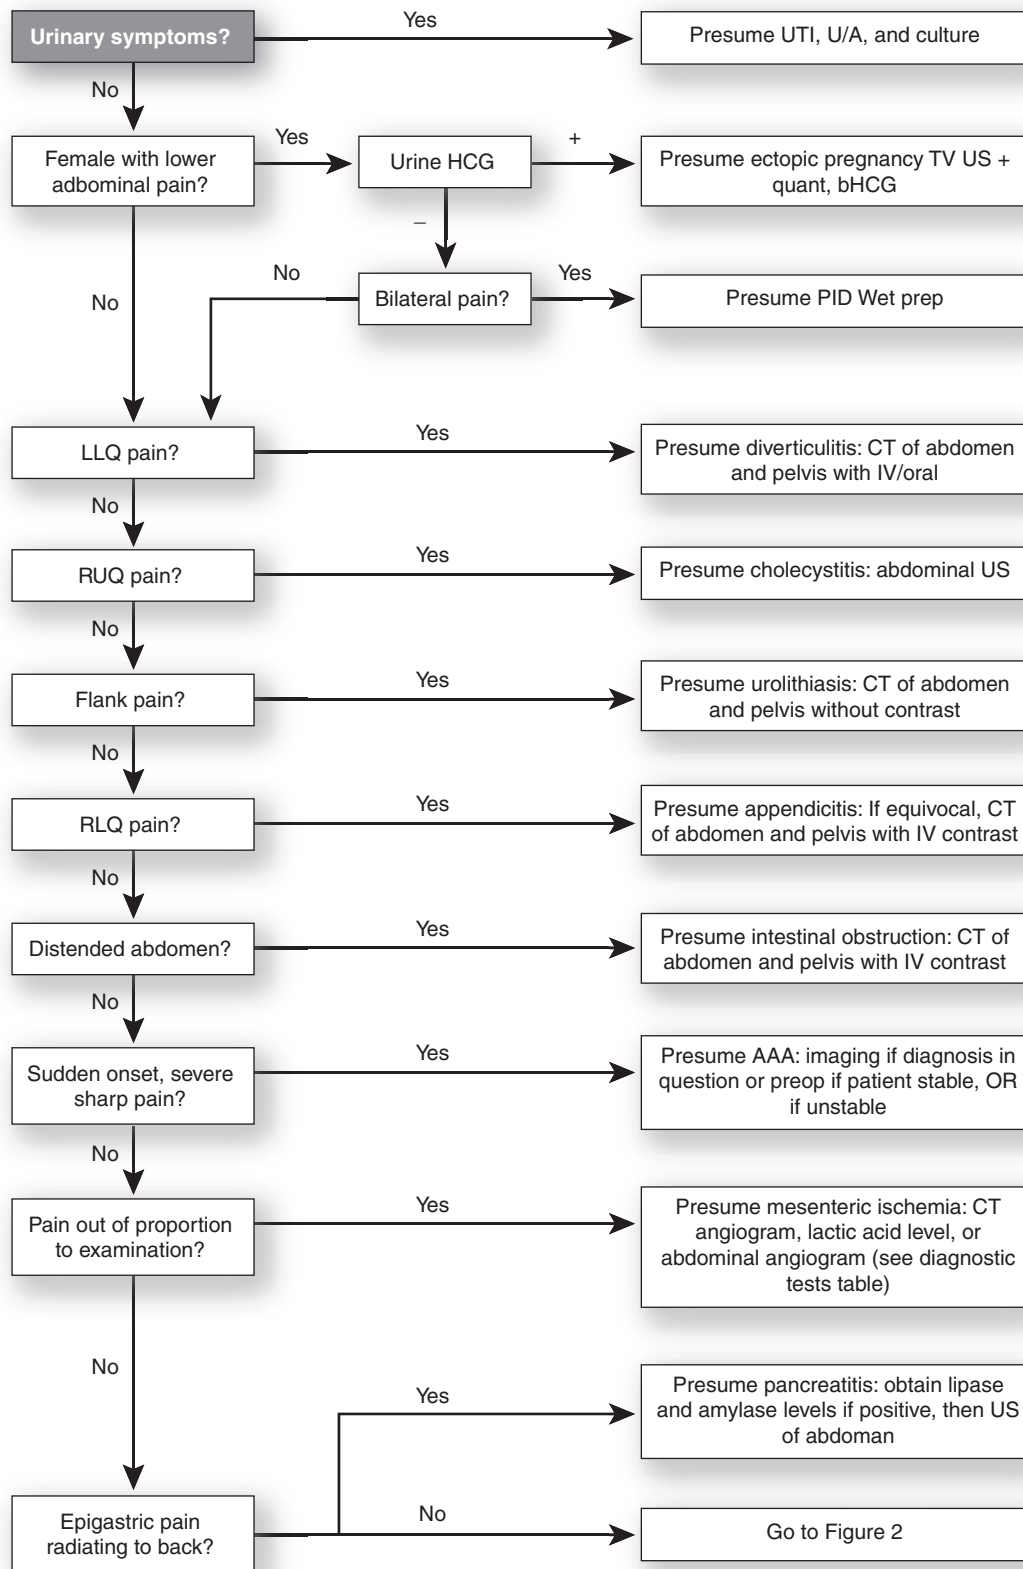 Urinary symptoms?
Yes
Presume UTI, U/A, and culture
No
Female with lower
adbominal pain?
Yes
Urine HCG
+
Presume ectopic pregnancy TV US +
quant, bHCG
–
No
Bilateral pain?
Yes
Presume PID Wet prep
No
LLQ pain?
Yes
Presume diverticulitis: CT of abdomen
and pelvis with IV/oral
No
RUQ pain?
Yes
Presume cholecystitis: abdominal US
No
Flank pain?
Yes
Presume urolithiasis: CT of abdomen
and pelvis without contrast
No
RLQ pain?
Yes
Presume appendicitis: If equivocal, CT
of abdomen and pelvis with IV contrast
No
Distended abdomen?
Yes
Presume intestinal obstruction: CT of
abdomen and pelvis with IV contrast
No
Sudden onset, severe
sharp pain?
Yes
Presume AAA: imaging if diagnosis in
question or preop if patient stable, OR
if unstable
No
Pain out of proportion
to examination?
Yes
Presume mesenteric ischemia: CT
angiogram, lactic acid level, or
abdominal angiogram (see diagnostic
tests table)
No
Yes
Presume pancreatitis: obtain lipase
and amylase levels if positive, then US
of abdoman
Epigastric pain
radiating to back?
No
Go to Figure 2